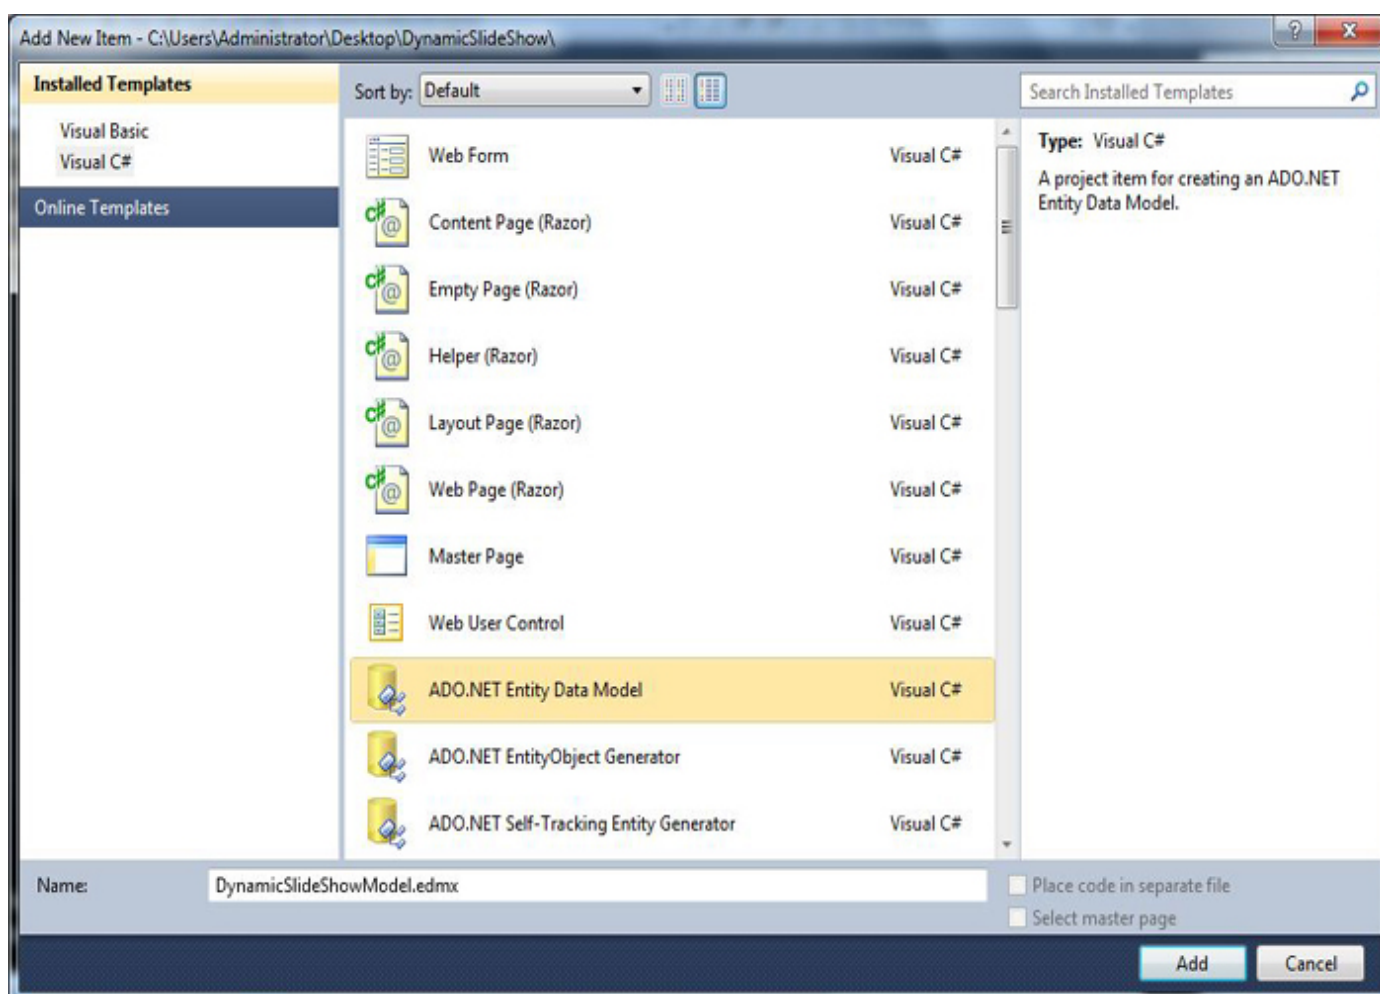 Add New Item - C:\Users\Administrator\Desktop\DynamicSlideShow\
Installed Templates
Visual Basic
Visual C#
Online Templates
Sort by: Default
Web Form Visual C#
Content Page (Razor) Visual C#
Empty Page (Razor) Visual C#
Helper (Razor) Visual C#
Layout Page (Razor) Visual C#
Web Page (Razor) Visual C#
Master Page Visual C#
Web User Control Visual C#
ADO.NET Entity Data Model Visual C#
ADO.NET EntityObject Generator Visual C#
ADO.NET Self-Tracking Entity Generator Visual C#
Search Installed Templates
Type: Visual C#
A project item for creating an ADO.NET
Entity Data Model.
Name: DynamicSlideShowModel.edmx
Place code in separate file
Select master page
Add Cancel